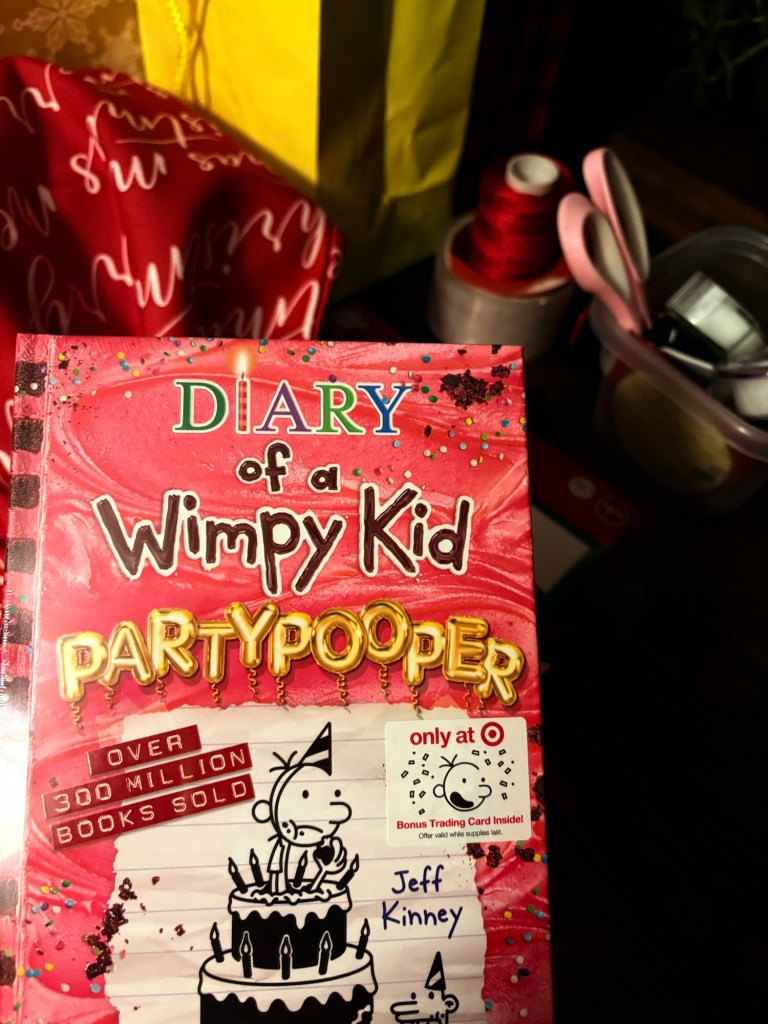 DIARY
of a
Wimpy Kid
PARTYPOOPER
OVER
300 MILLION
BOOKS SOLD
only at
Bonus Trading Card Inside!
Offer valid while supplies last.
Jeff
Kinney